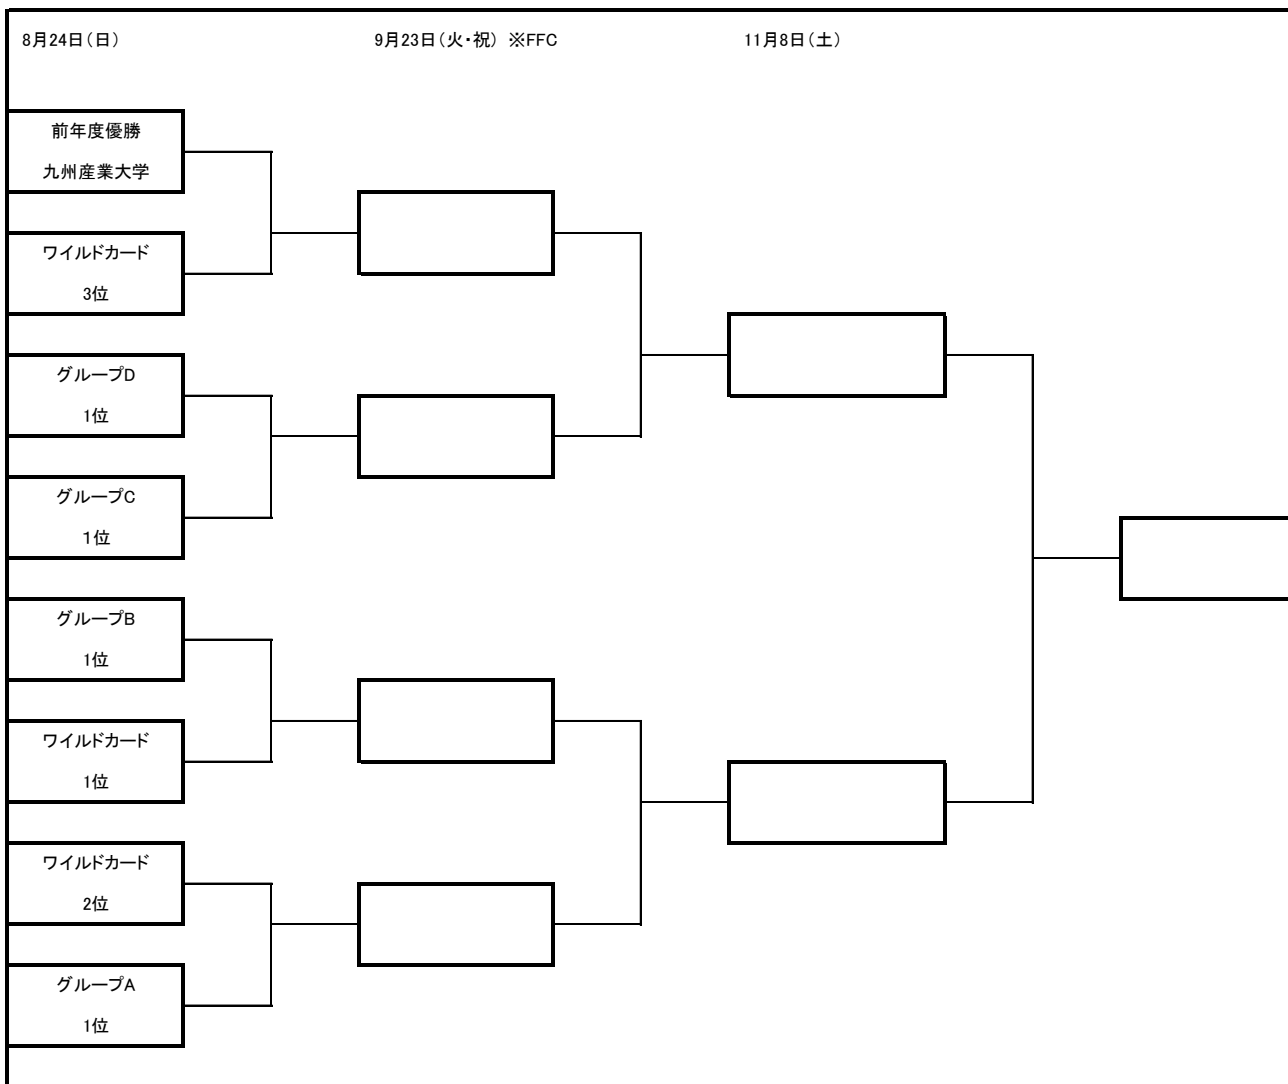 8月24日(日)
9月23日(火・祝) ※FFC
11月8日(土)
前年度優勝
九州産業大学
ワイルドカード
3位
グループD
1位
グループC
1位
グループB
1位
ワイルドカード
1位
ワイルドカード
2位
グループA
1位